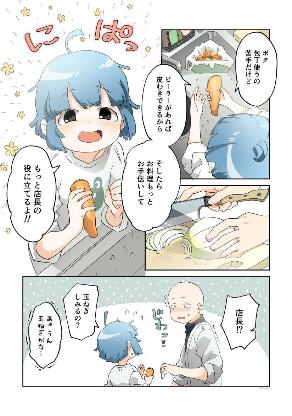 ボク
包丁使うの
苦手だけど
ピーラーがあれば
皮むきできるから
そしたら
お料理もっと
お手伝いして
にぱっ
もっと店長の
役に立てるよ!!
店長!?
じわっ
玉ねぎ
しみるの?
あぁうん
玉ねぎがな…